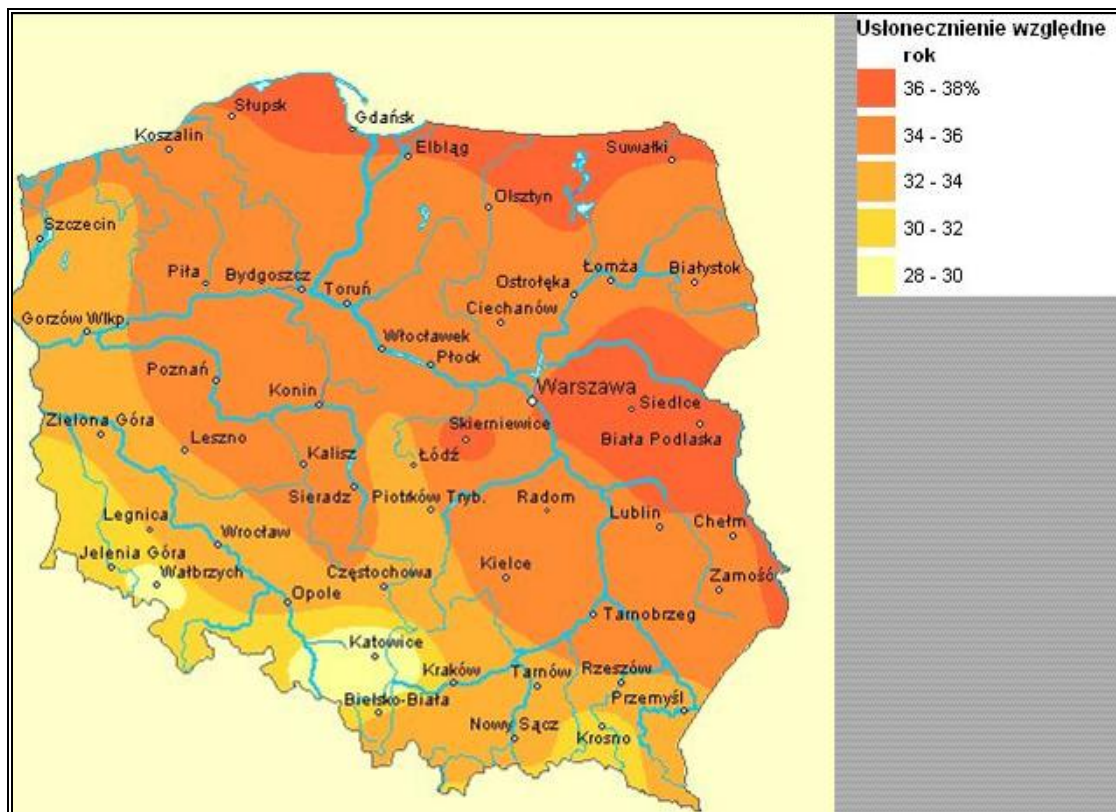 Usłonecznienie względne
rok
36 - 38%
34 - 36
32 - 34
30 - 32
28 - 30
Słupsk
Gdańsk
Koszalin
Elbląg
Suwałki
Olsztyn
Szczecin
Piła
Bydgoszcz
Toruń
Ostrołęka
Łomża
Białystok
Ciechanów
Gorzów Wlkp.
Włocławek
Płock
Poznań
Konin
Warszawa
Siedlce
Zielona Góra
Leszno
Skierniewice
Biała Podlaska
Kalisz
Łódź
Sieradz
Piotrków Tryb.
Radom
Lublin
Chełm
Legnica
Wrocław
Jelenia Góra
Wałbrzych
Częstochowa
Kielce
Zamość
Opole
Tarnobrzeg
Katowice
Kraków
Tarnów
Rzeszów
Bielsko-Biała
Przemyśl
Nowy Sącz
Krosno